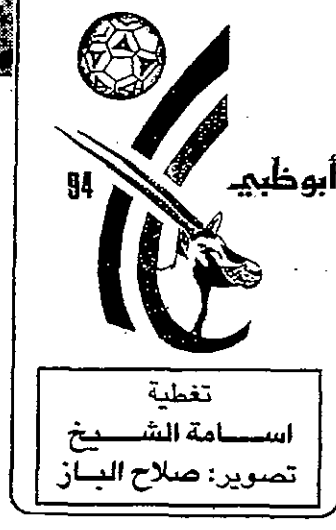 أبوظبي
94
تغطية
اسامة الشيخ
تصوير: صلاح الباز